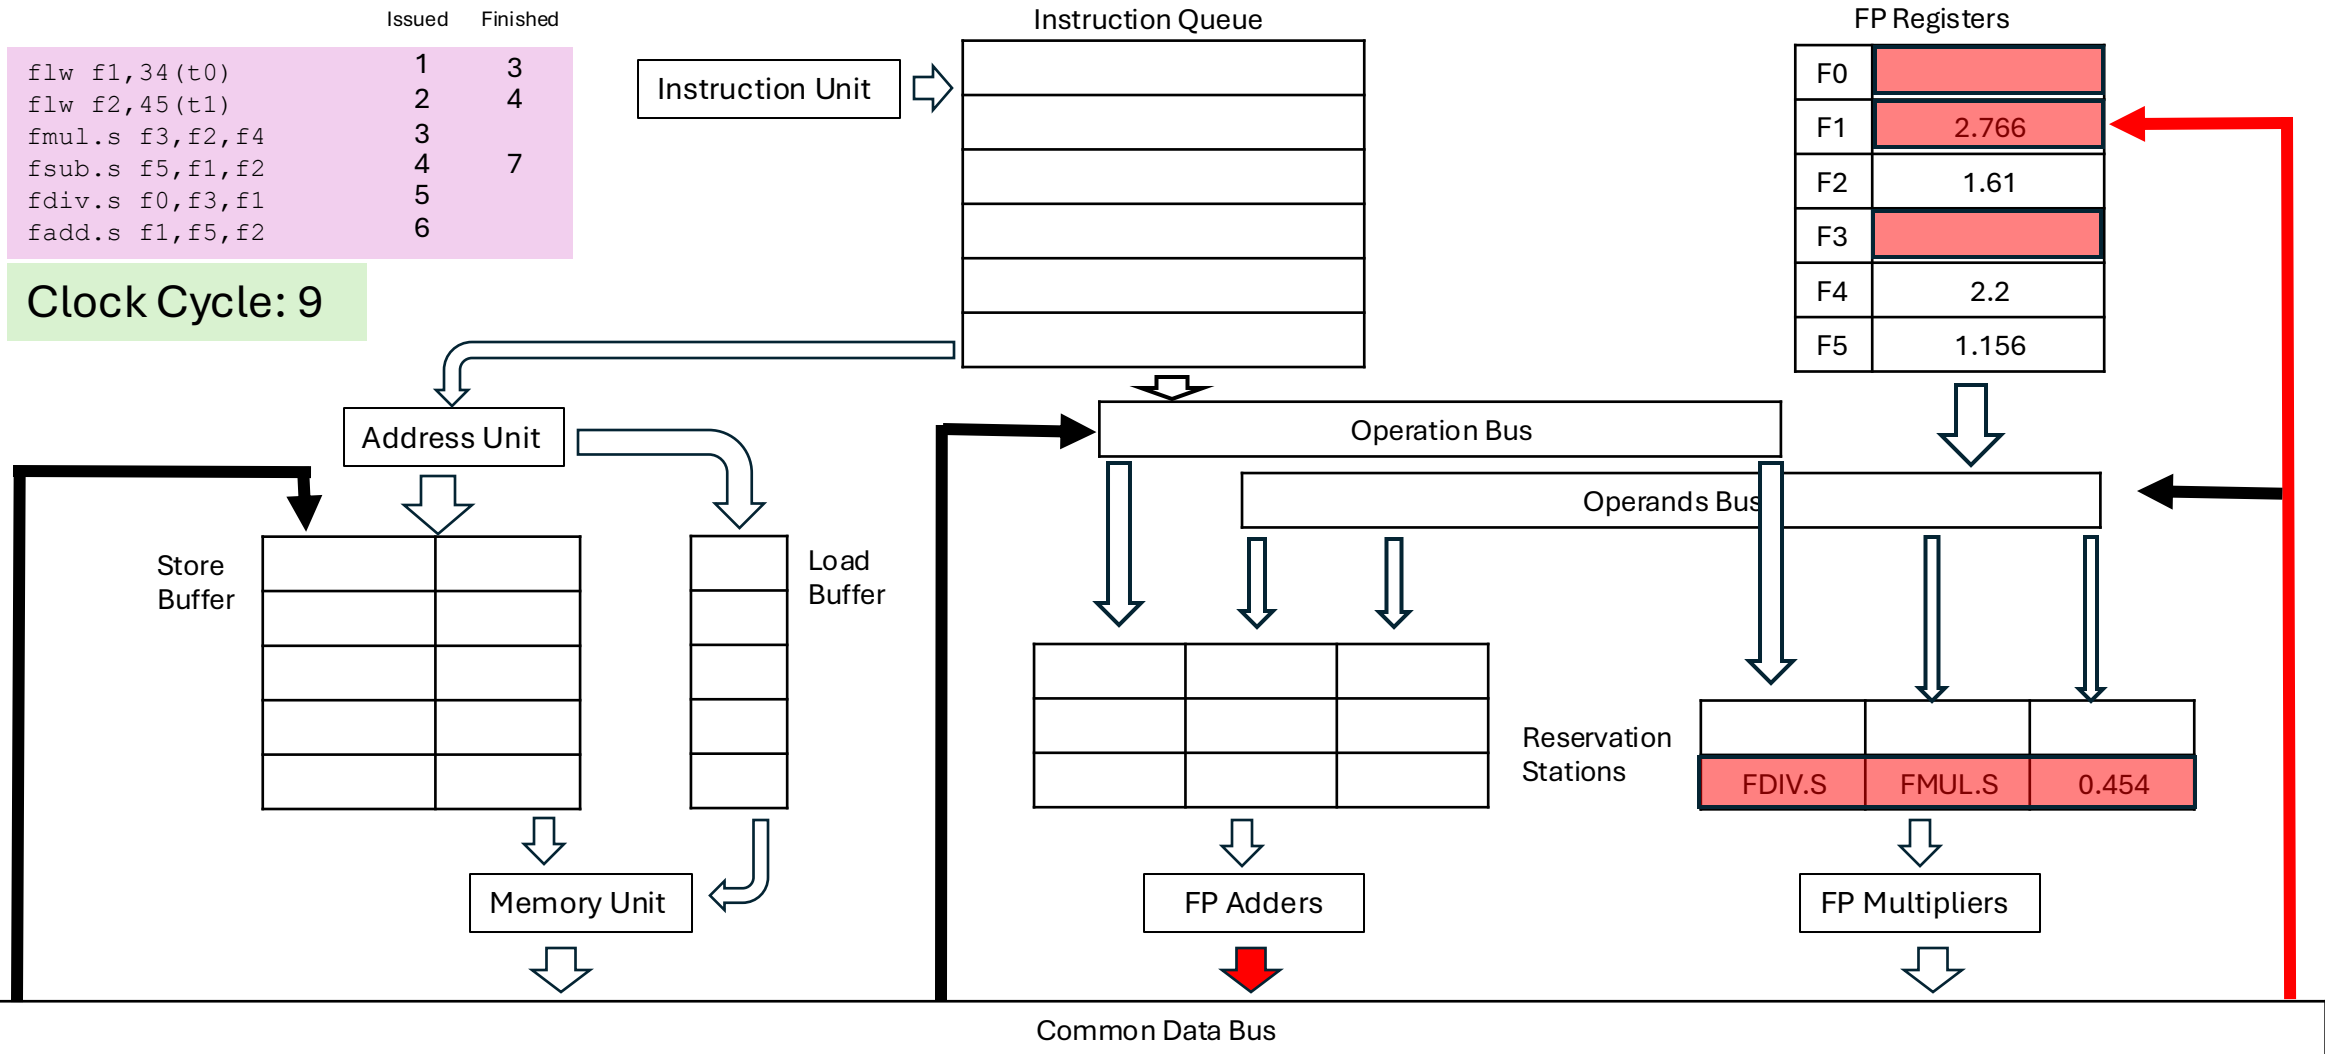 Issued Finished
flw f1,34(t0) 1 3
flw f2,45(t1) 2 4
fmul.s f3,f2,f4 3
fsub.s f5,f1,f2 4 7
fdiv.s f0,f3,f1 5
fadd.s f1,f5,f2 6
Clock Cycle: 9
Instruction Unit
Instruction Queue
FP Registers
F0
F1 2.766
F2 1.61
F3
F4 2.2
F5 1.156
Address Unit
Operation Bus
Operands Bus
Store
Buffer
Load
Buffer
Reservation
Stations
FDIV.S FMUL.S 0.454
Memory Unit
FP Adders
FP Multipliers
Common Data Bus